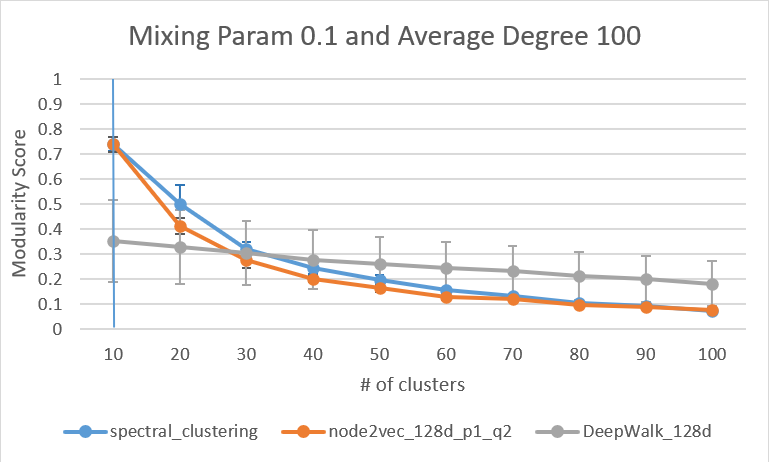 Mixing Param 0.1 and Average Degree 100
Modularity Score
1
0.9
0.8
0.7
0.6
0.5
0.4
0.3
0.2
0.1
0
10 20 30 40 50 60 70 80 90 100
# of clusters
spectral_clustering node2vec_128d_p1_q2 DeepWalk_128d